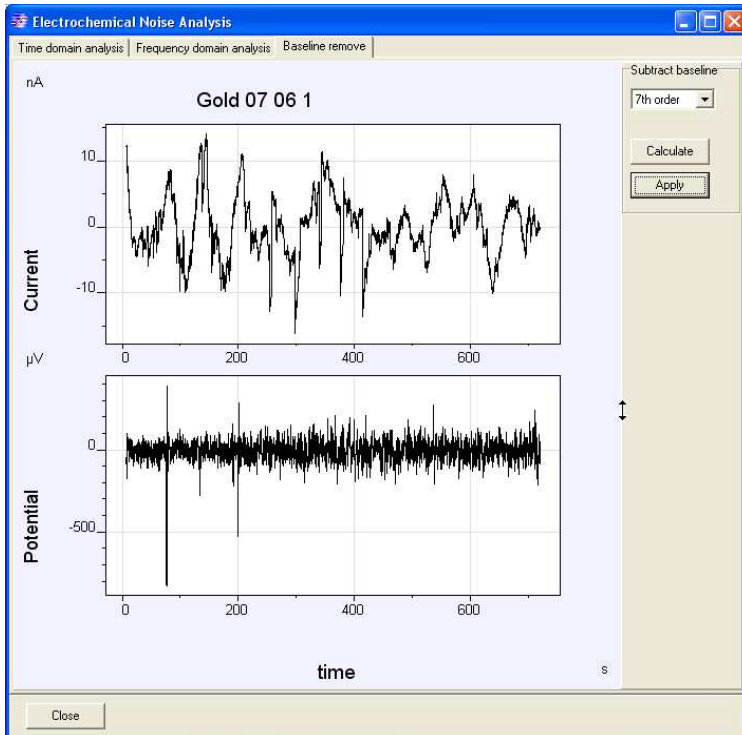 Electrochemical Noise Analysis
Time domain analysis Frequency domain analysis Baseline remove
nA
Gold 07 06 1
Subtract baseline
7th order
Calculate
Apply
10
0
-10
Current
0 200 400 600
µV
0
-500
Potential
0 200 400 600
time
s
Close